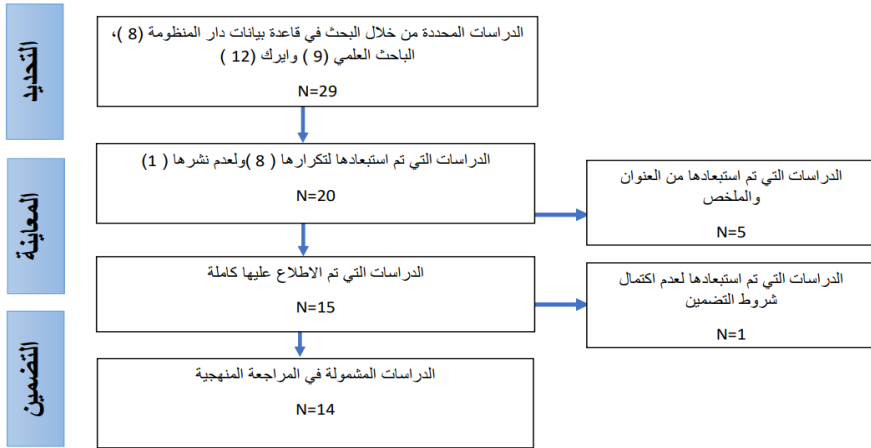 التحديد
الدراسات المحددة من خلال البحث في قاعدة بيانات دار المنظومة (8 )،
الباحث العلمي (9 ) وايرك (12 )
N=29
المعاينة
الدراسات التي تم استبعادها لتكرارها ( 8 )ولعدم نشرها ( 1)
N=20
الدراسات التي تم استبعادها من العنوان
والملخص
N=5
الدراسات التي تم الاطلاع عليها كاملة
N=15
الدراسات التي تم استبعادها لعدم اكتمال
شروط التضمين
N=1
التضمين
الدراسات المشمولة في المراجعة المنهجية
N=14